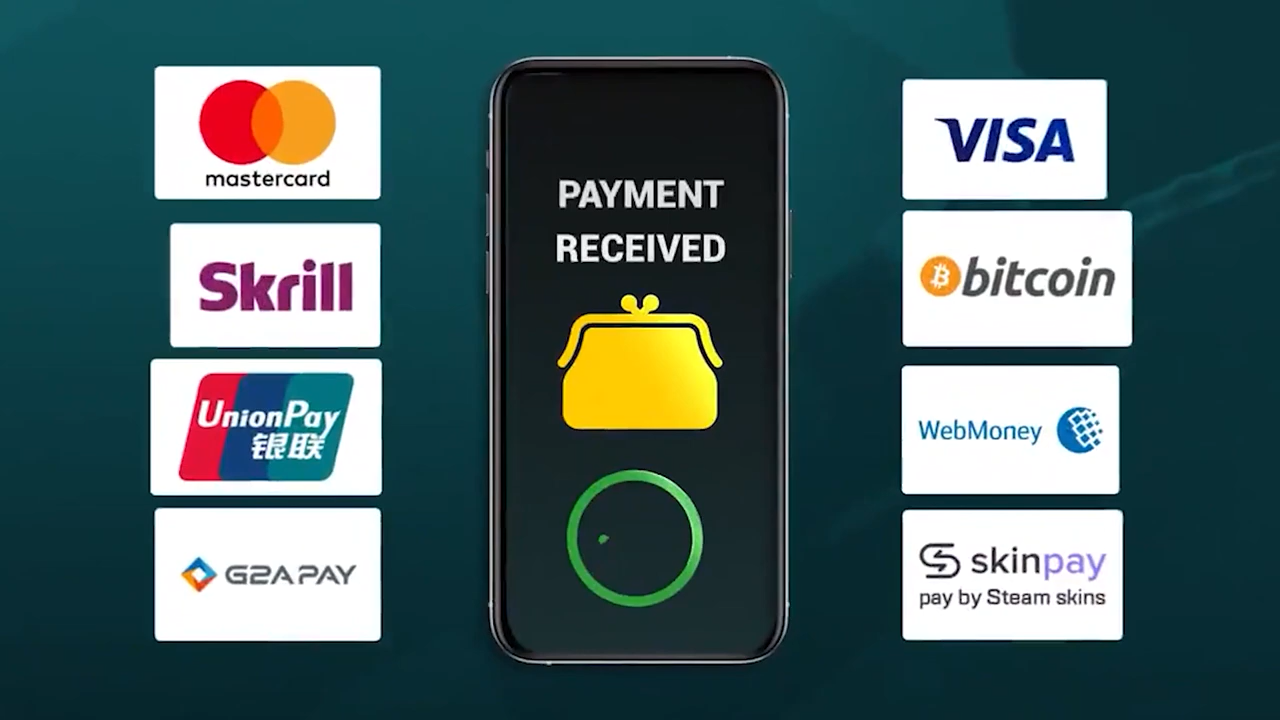 mastercard
Skrill
UnionPay
银联
G2A PAY
PAYMENT
RECEIVED
VISA
bitcoin
WebMoney
skinpay
pay by Steam skins